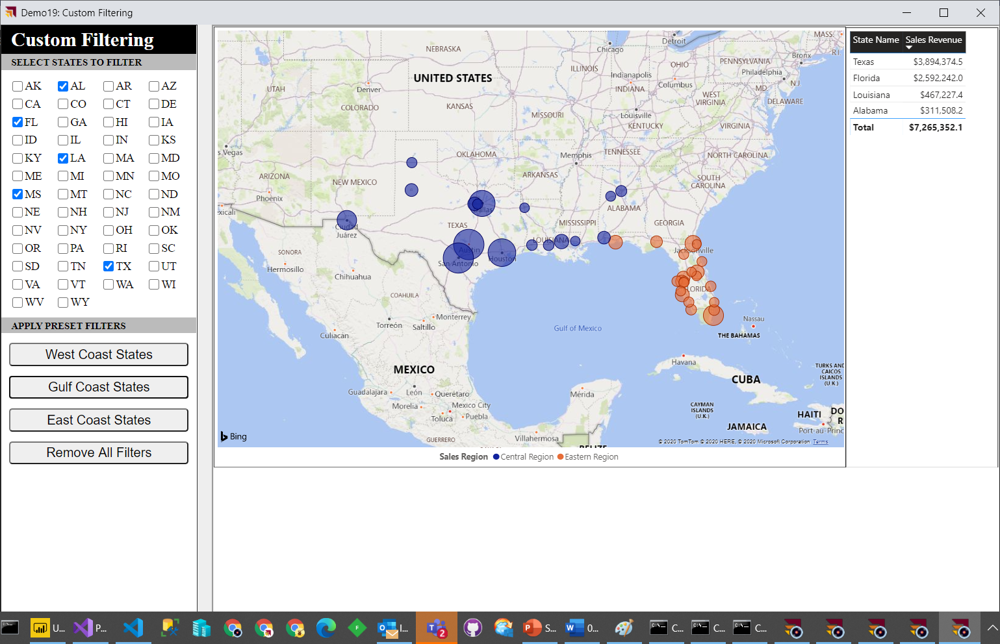 Demo19: Custom Filtering
Custom Filtering
SELECT STATES TO FILTER
AK AL AR AZ
CA CO CT DE
FL GA HI IA
ID IL IN KS
KY LA MA MD
ME MI MN MO
MS MT NC ND
NE NH NJ NM
NV NY OH OK
OR PA RI SC
SD TN TX UT
VA VT WA WI
WV WY
APPLY PRESET FILTERS
West Coast States
Gulf Coast States
East Coast States
Remove All Filters
MASS.
Detroit
Chicago
NEBRASKA
Bronx
R.I.
PENNSYLVANIA
OHIO
ILLINOIS
Philadelphia
Indianapolis
UNITED STATES
NJ
Columbus
UTAH
Denver
INDIANA
MD.
WEST
VIRGINIA
DELAWARE
COLORADO
KANSAS
MISSOURI
Louisville
KENTUCKY
VIRGINIA
s Vegas
OKLAHOMA
Memphis
TENNESSEE
NORTH CAROLINA
ARIZONA
NEW MEXICO
ARKANSAS
SOUTH
CAROLINA
Phoenix
xicali
Dallas
ALABAMA
TEXAS
MISSISSIPPI
GEORGIA
Ciudad
Juárez
LOUISIANA
SONORA
Austin
Jacksonville
San Antonio
Houston
Hermosillo
Chihuahua
COAHUILA
FLORIDA
Monterrey
Torreón
Saltillo
Culiacán
Gulf of Mexico
Nassau
THE BAHAMAS
MEXICO
Havana
TURKS AND
CAICOS
ISLANDS
(U.K.)
CUBA
Guadalajara
León
Querétaro
Mérida
Morelia
Mexico City
Toluca
Puebla
CAYMAN
ISLANDS
(U.K.)
HAITI
DO
R
JAMAICA
Port-au-Princ
Bing
GUERRERO
Villahermosa
BELIZE
© 2020 TomTom © 2020 HERE, © 2020 Microsoft Corporation Terms
Sales Region Central Region Eastern Region
State Name Sales Revenue
Texas $3,894,374.5
Florida $2,592,242.0
Louisiana $467,227.4
Alabama $311,508.2
Total $7,265,352.1
U... P... I... 2 S... 0... C... C... C...